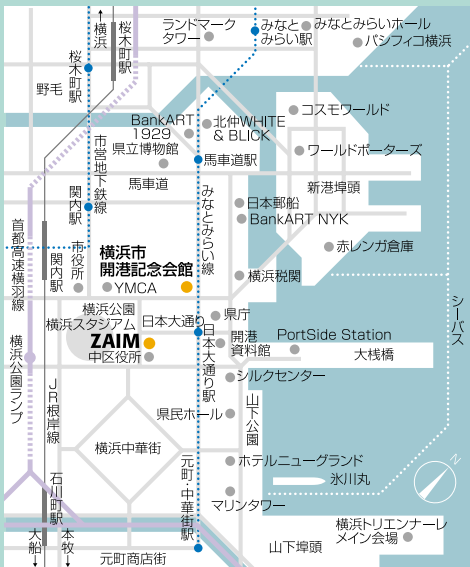 ランドマーク
タワー
みなと
みらい駅
みなとみらいホール
パシフィコ横浜
↑横浜
桜木町駅
桜木町駅
野毛
コスモワールド
BankART
1929
北仲WHITE
& BLICK
県立博物館
馬車道駅
ワールドポーターズ
馬車道
新港埠頭
市営地下鉄線
みなとみらい線
関内駅
日本郵船
BankART NYK
首都高速横羽線
関内駅
市役所
横浜市
開港記念会館
赤レンガ倉庫
YMCA
横浜税関
シーバス
横浜公園
横浜スタジアム
日本大通り
県庁
日本大通り駅
開港
資料館
PortSide Station
大桟橋
ZAIM
中区役所
横浜公園ランプ
JR根岸線
シルクセンター
県民ホール
山下公園
横浜中華街
元町・中華街駅
ホテルニューグランド
氷川丸
石川町駅
マリンタワー
N
横浜トリエンナーレ
メイン会場
大船↓
本牧↓
元町商店街
山下埠頭